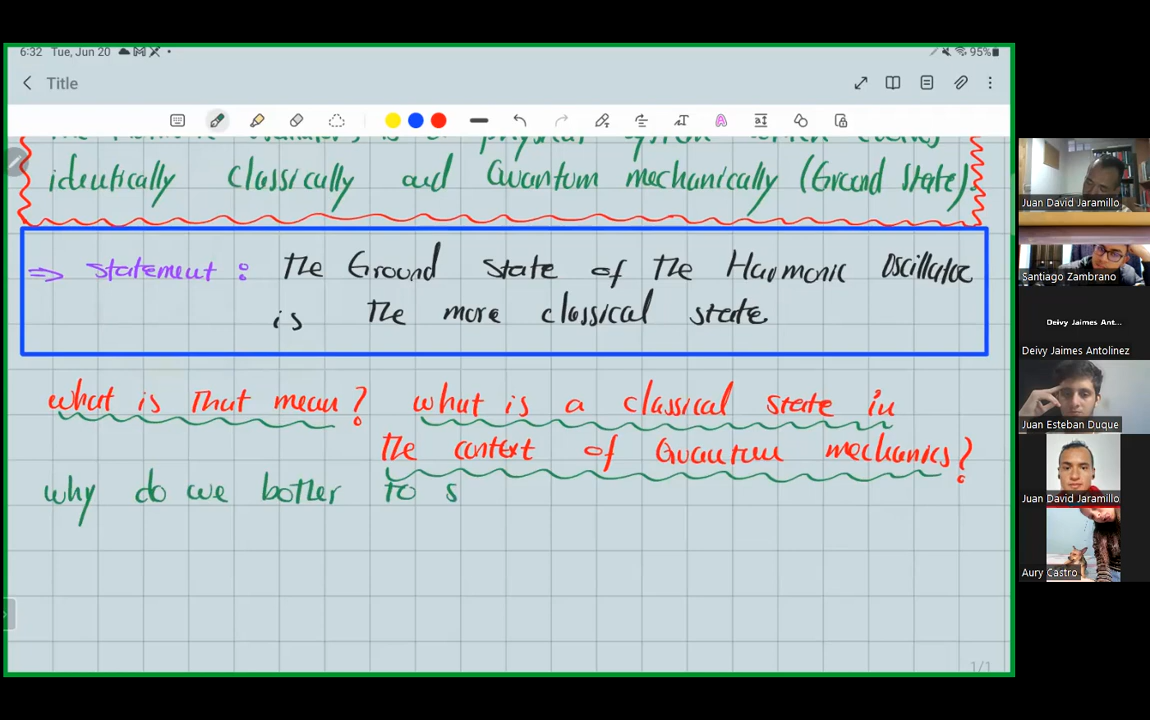 6:32 Tue, Jun 20
95%
Title
identically classically and Quantum mechanically (Ground State).
⇒ Statement : The Ground State of The Harmonic Oscillator
is The more classical state
what is That mean? what is a classical state in
The context of Quantum mechanics?
why do we bother to s
1/1
Juan David Jaramillo
Santiago Zambrano
Deivy Jaimes Ant...
Deivy Jaimes Antolinez
Juan Esteban Duque
Juan David Jaramillo
Aury Castro